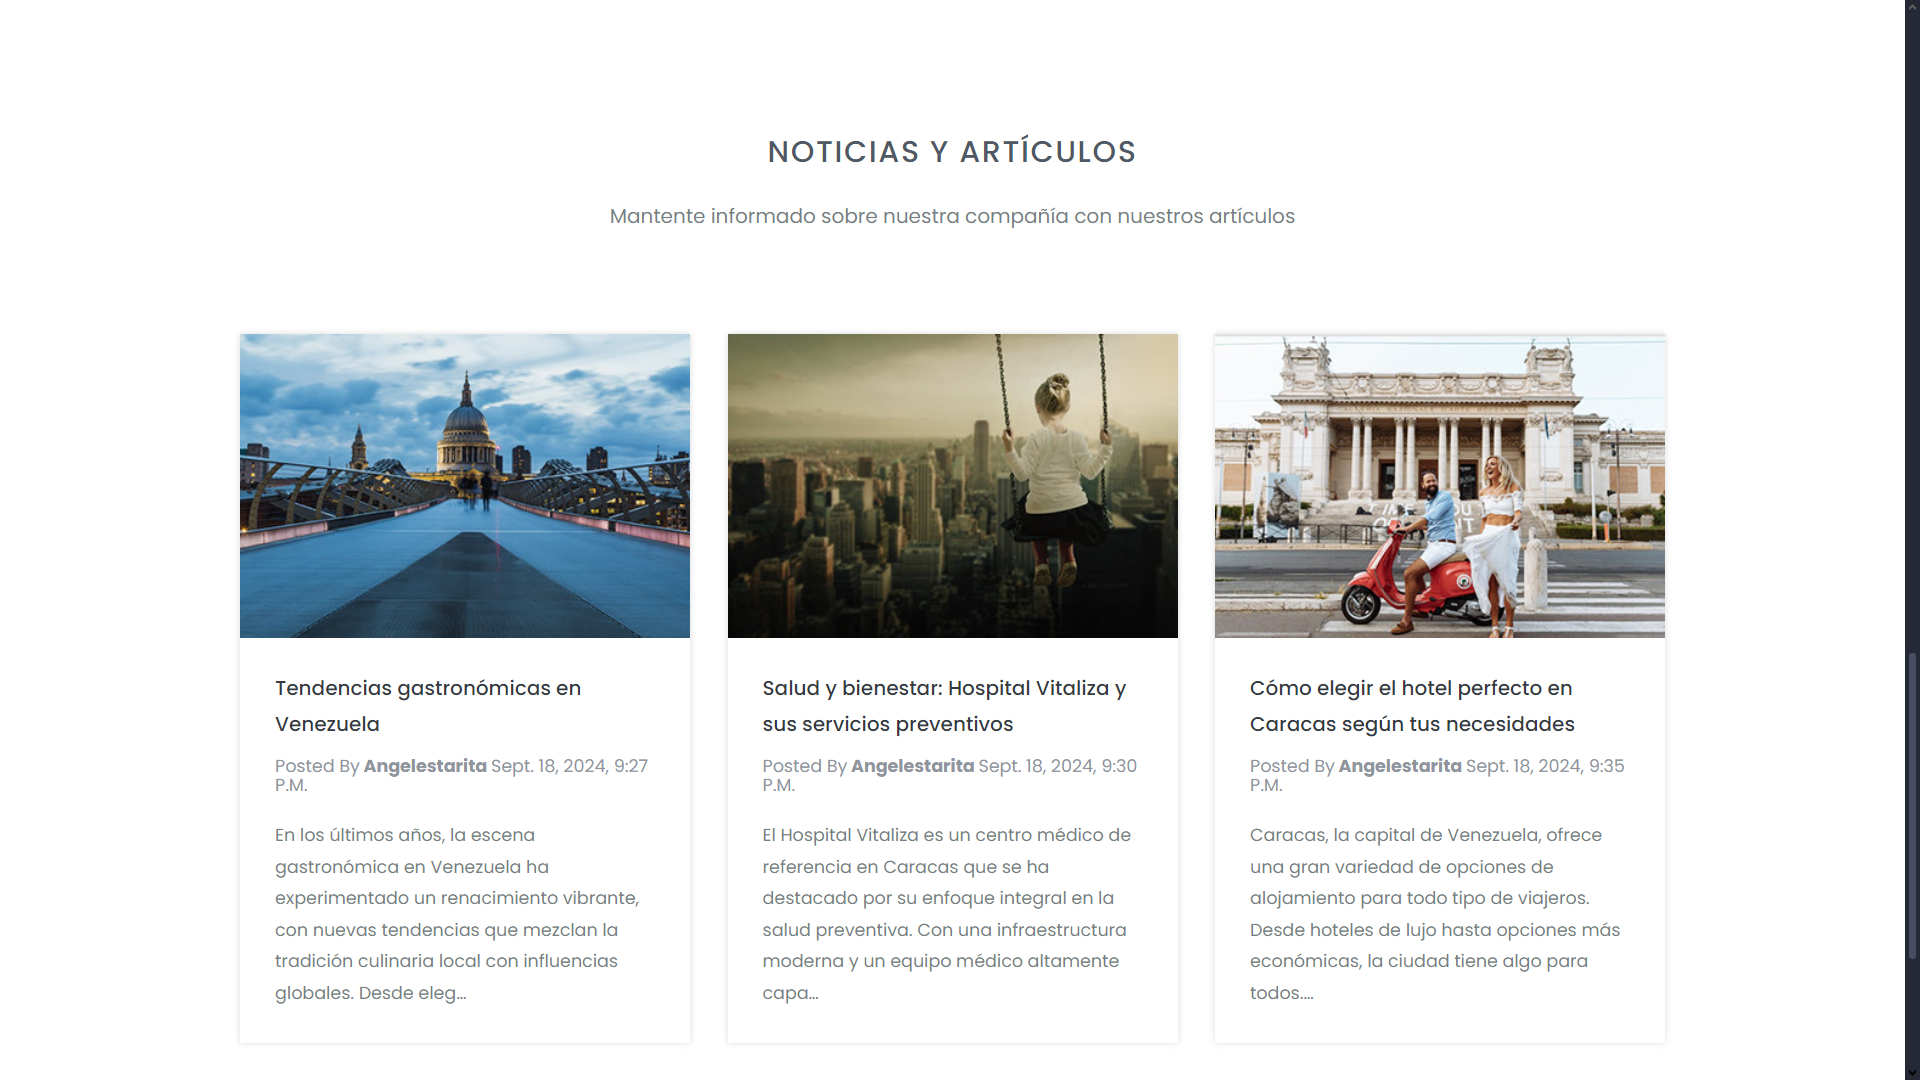 NOTICIAS Y ARTÍCULOS
Mantente informado sobre nuestra compañía con nuestros artículos
Tendencias gastronómicas en
Venezuela
Posted By Angelestarita Sept. 18, 2024, 9:27
P.M.
En los últimos años, la escena
gastronómica en Venezuela ha
experimentado un renacimiento vibrante,
con nuevas tendencias que mezclan la
tradición culinaria local con influencias
globales. Desde eleg...
Salud y bienestar: Hospital Vitaliza y
sus servicios preventivos
Posted By Angelestarita Sept. 18, 2024, 9:30
P.M.
El Hospital Vitaliza es un centro médico de
referencia en Caracas que se ha
destacado por su enfoque integral en la
salud preventiva. Con una infraestructura
moderna y un equipo médico altamente
capa...
Cómo elegir el hotel perfecto en
Caracas según tus necesidades
Posted By Angelestarita Sept. 18, 2024, 9:35
P.M.
Caracas, la capital de Venezuela, ofrece
una gran variedad de opciones de
alojamiento para todo tipo de viajeros.
Desde hoteles de lujo hasta opciones más
económicas, la ciudad tiene algo para
todos....